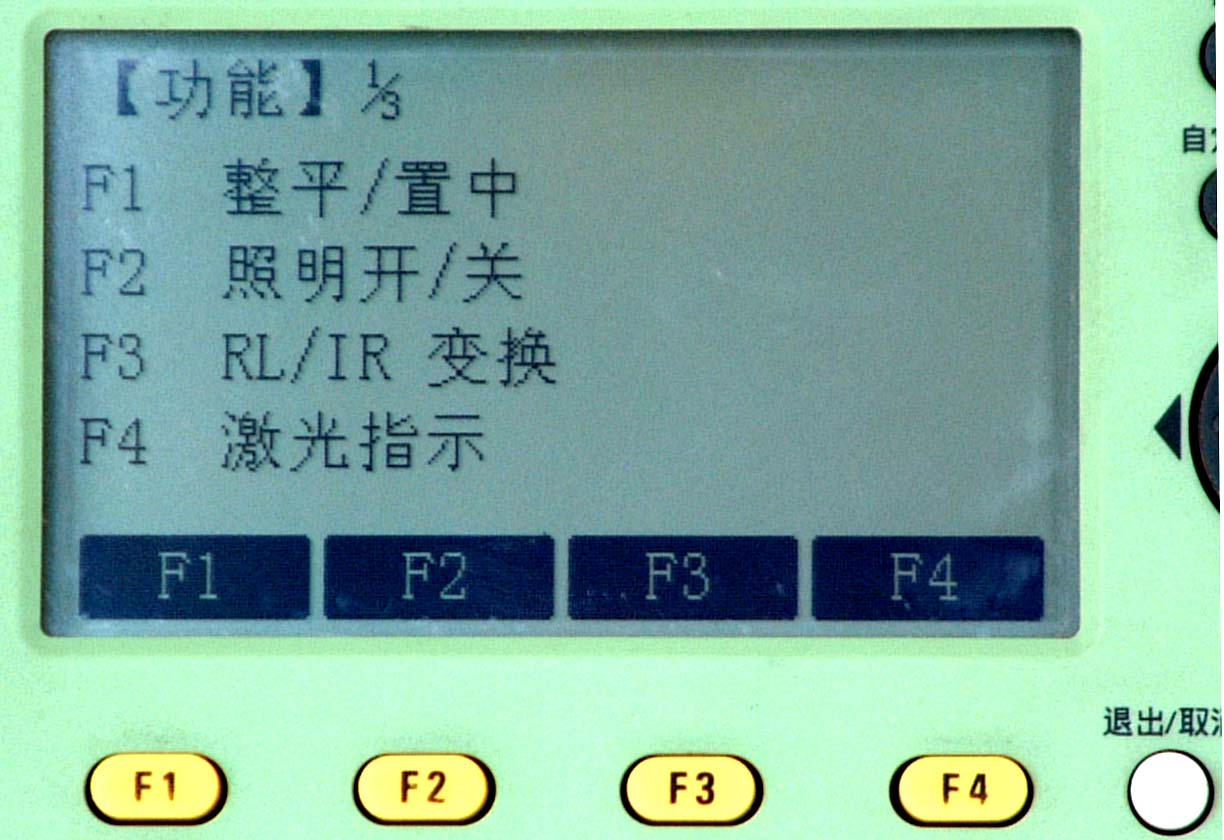 【功能】 1/3
F1 整平/置中
F2 照明开/关
F3 RL/IR 变换
F4 激光指示
F1 F2 F3 F4
自
退出/取
F1 F2 F3 F4